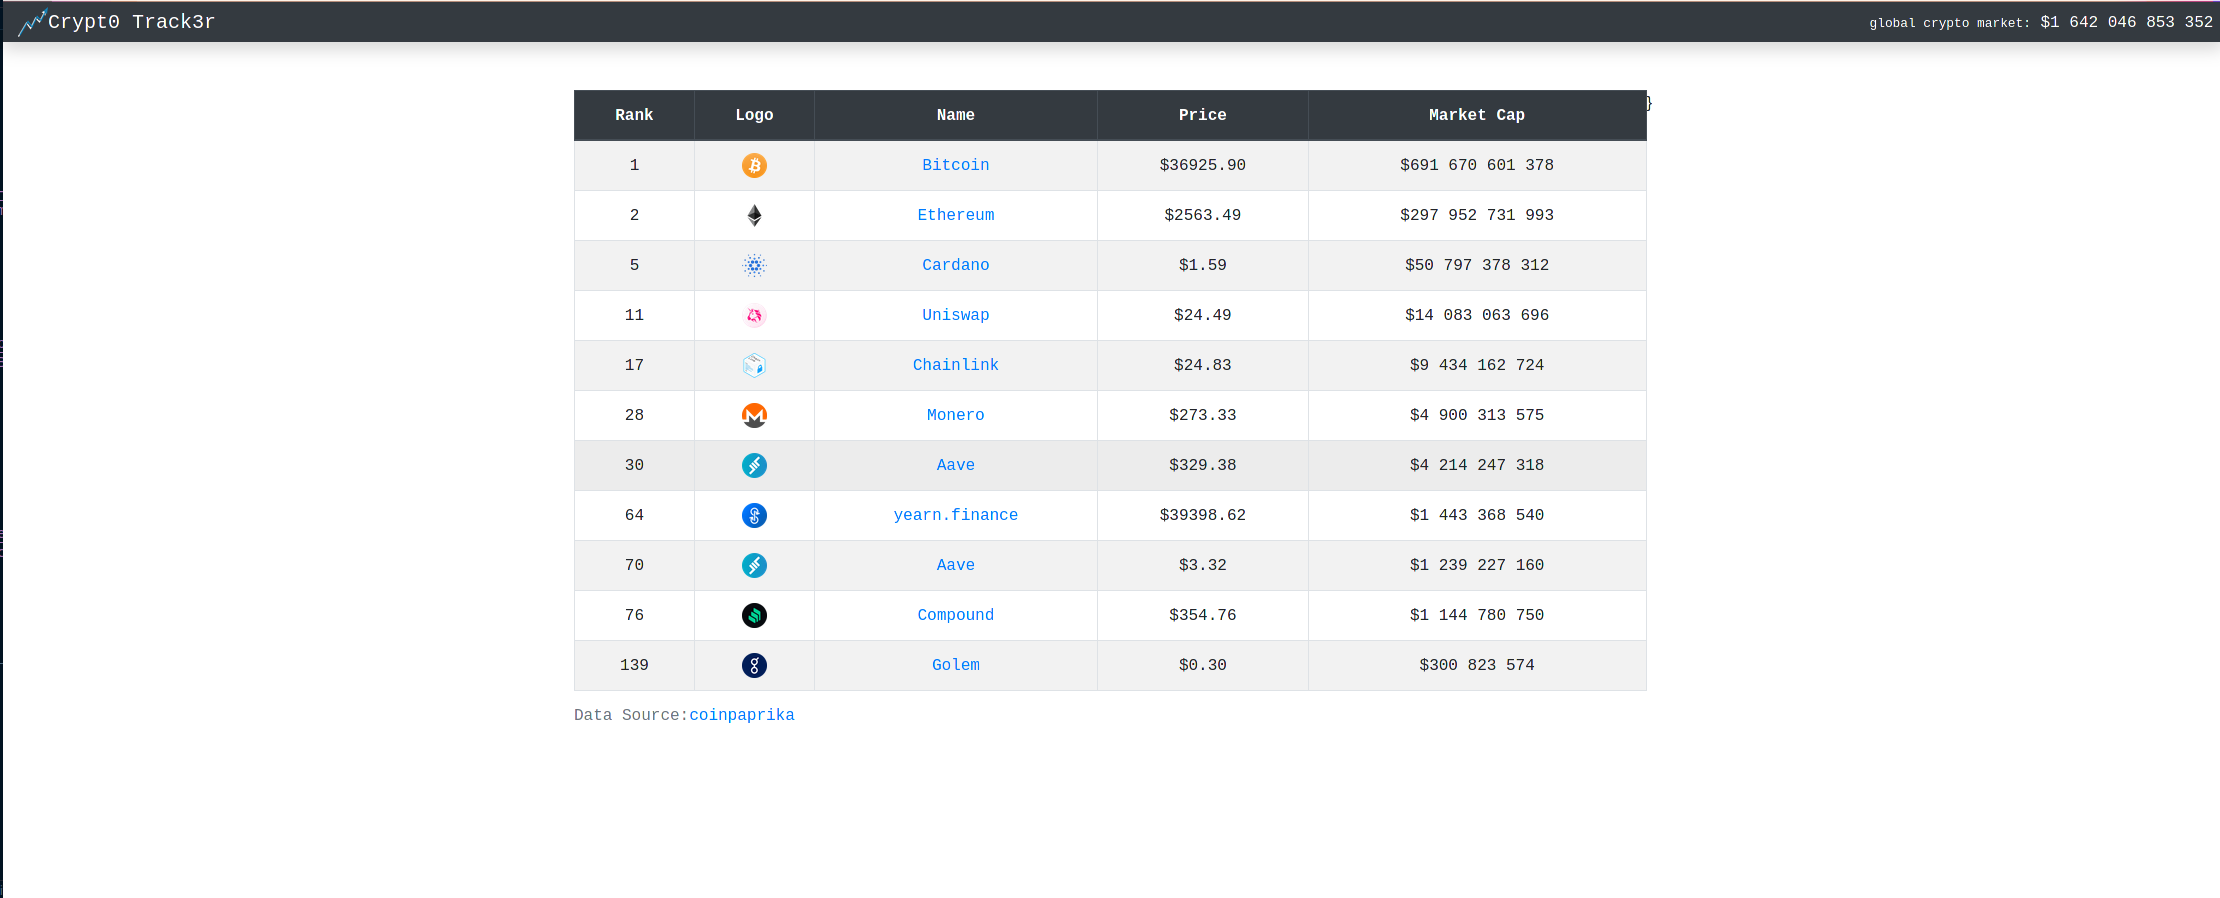 Crypt0 Track3r global crypto market: $1 642 046 853 352
Rank Logo Name Price Market Cap }
1 Bitcoin $36925.90 $691 670 601 378
2 Ethereum $2563.49 $297 952 731 993
5 Cardano $1.59 $50 797 378 312
11 Uniswap $24.49 $14 083 063 696
17 Chainlink $24.83 $9 434 162 724
28 Monero $273.33 $4 900 313 575
30 Aave $329.38 $4 214 247 318
64 yearn.finance $39398.62 $1 443 368 540
70 Aave $3.32 $1 239 227 160
76 Compound $354.76 $1 144 780 750
139 Golem $0.30 $300 823 574
Data Source:coinpaprika